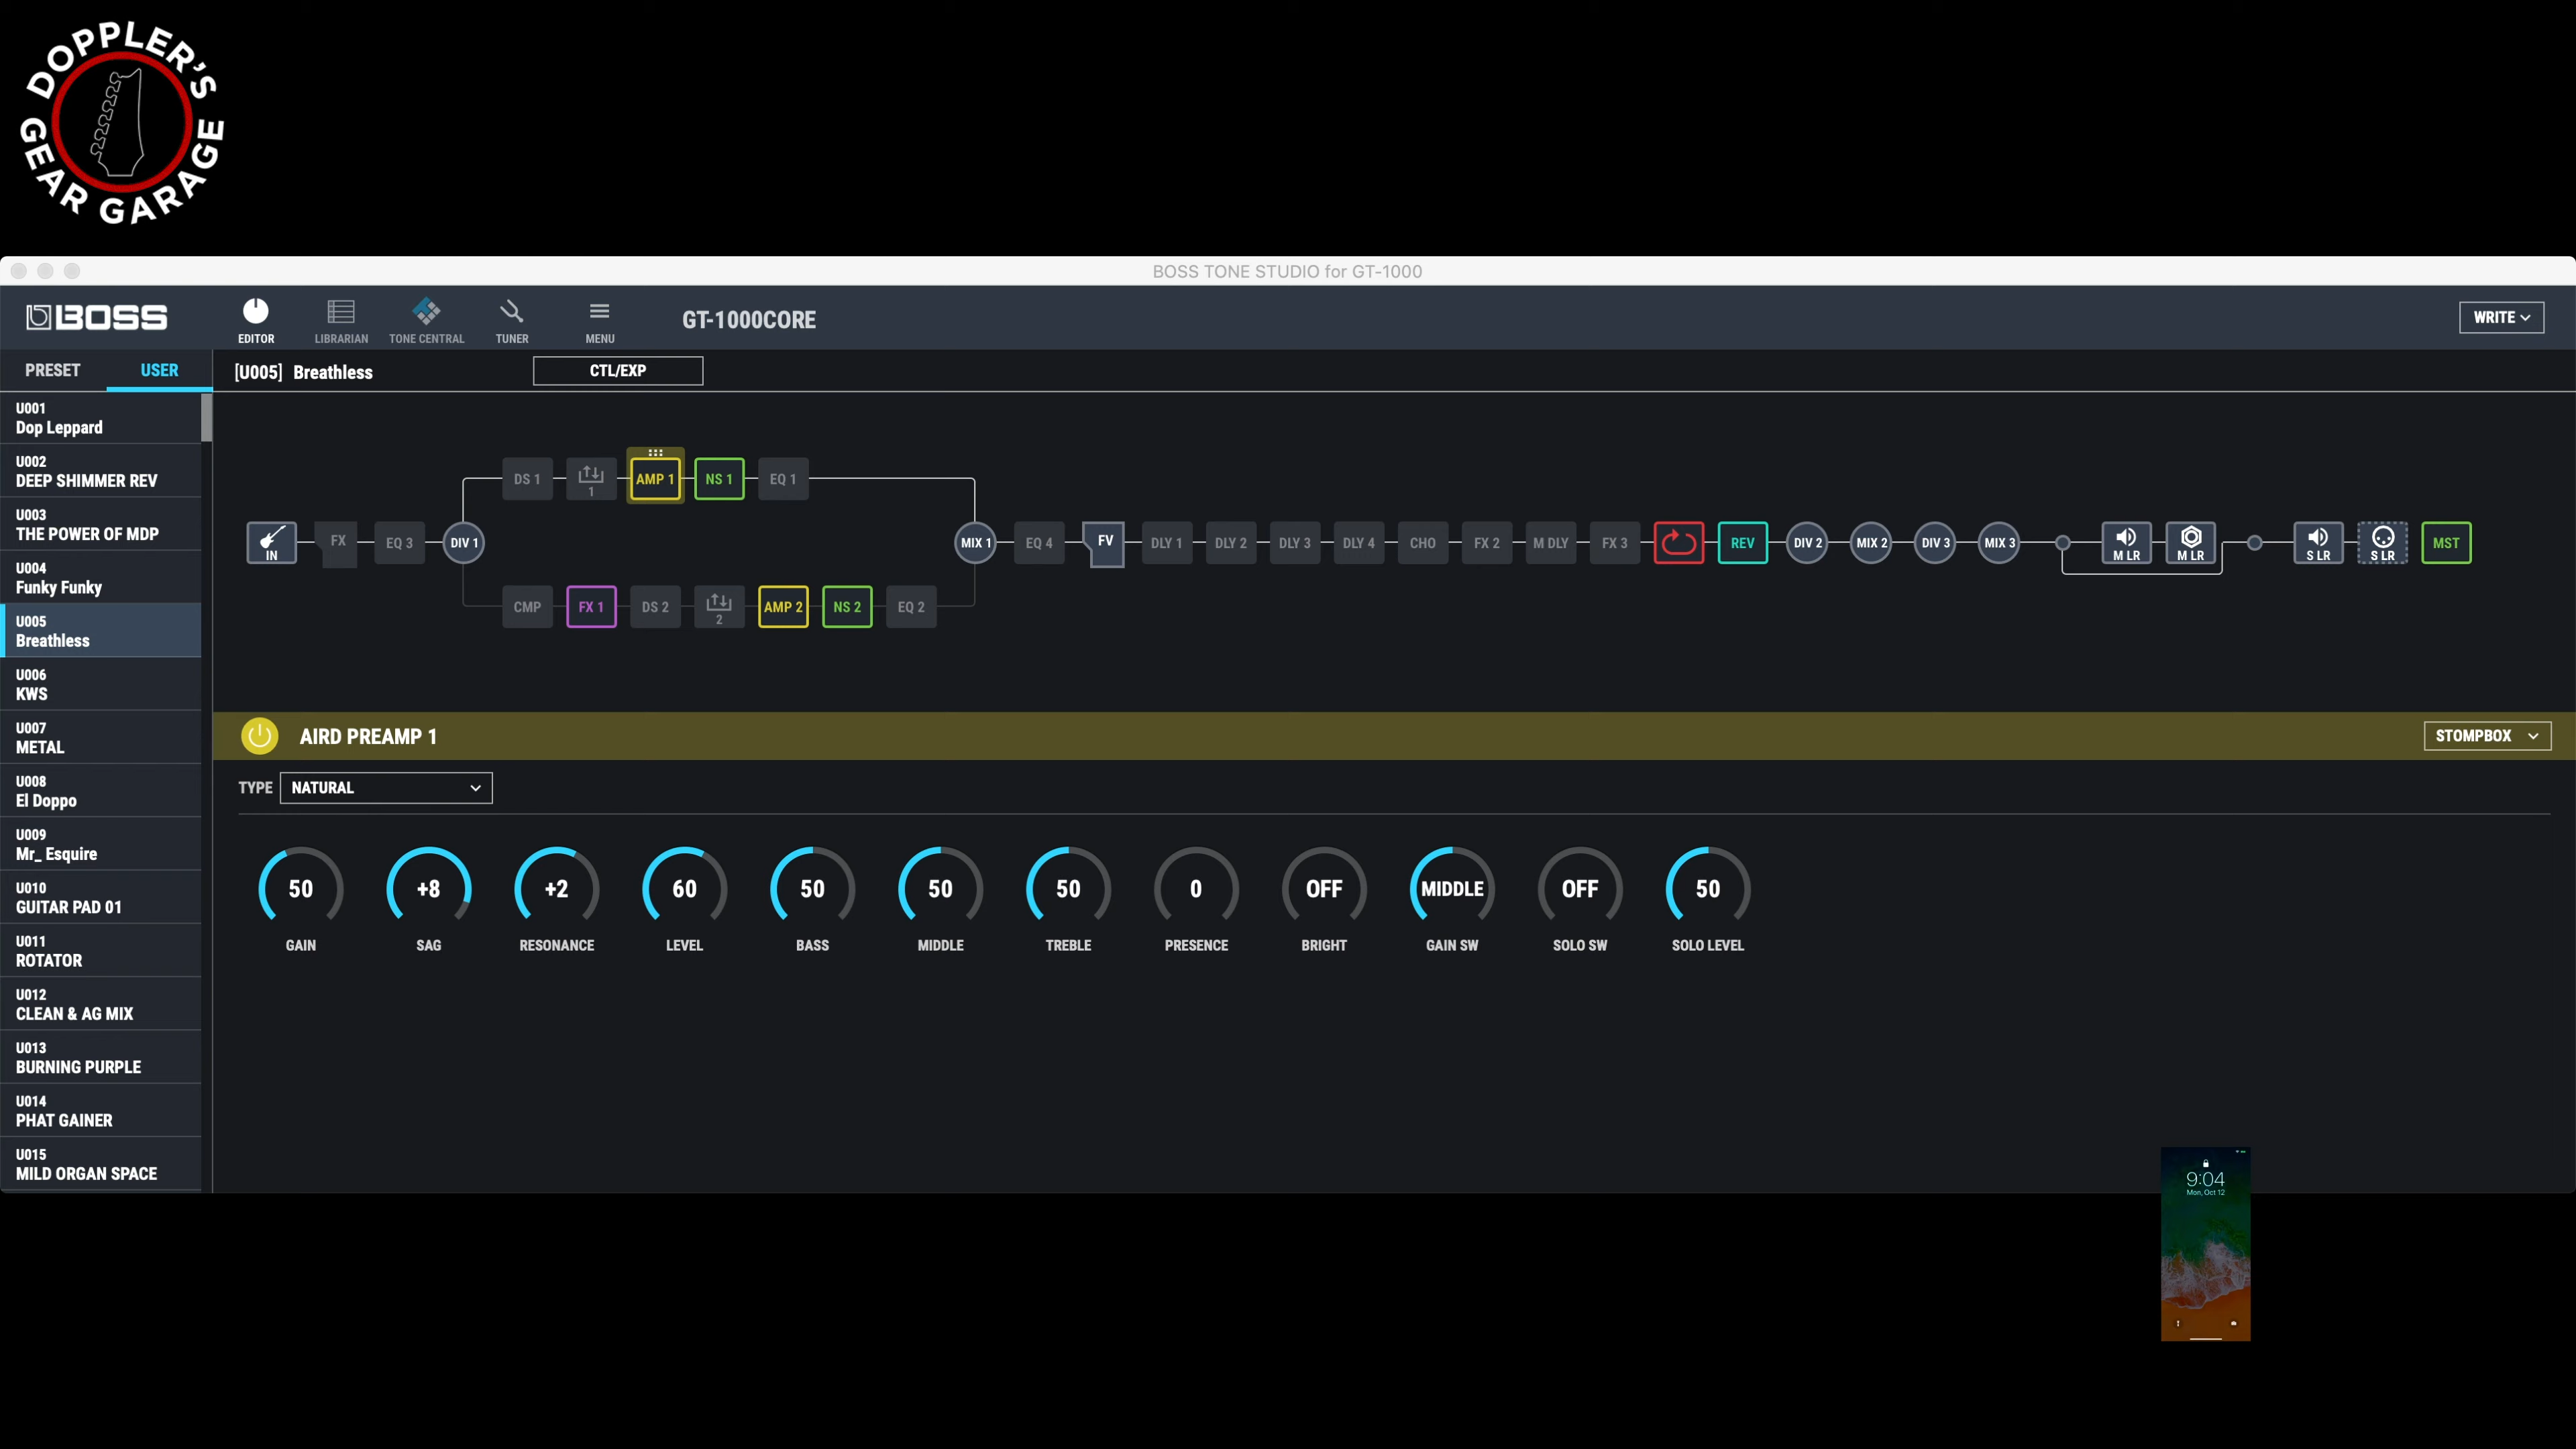 DOPPLER'S
GEAR GARAGE
BOSS TONE STUDIO for GT-1000
BOSS
EDITOR
LIBRARIAN
TONE CENTRAL
TUNER
MENU
GT-1000CORE
WRITE
PRESET
USER
[U005] Breathless
CTL/EXP
U001
Dop Leppard
U002
DEEP SHIMMER REV
U003
THE POWER OF MDP
U004
Funky Funky
U005
Breathless
U006
KWS
U007
METAL
U008
El Doppo
U009
Mr_ Esquire
U010
GUITAR PAD 01
U011
ROTATOR
U012
CLEAN & AG MIX
U013
BURNING PURPLE
U014
PHAT GAINER
U015
MILD ORGAN SPACE
DS 1
1
AMP 1
NS 1
EQ 1
IN
FX
EQ 3
DIV 1
MIX 1
EQ 4
FV
DLY 1
DLY 2
DLY 3
DLY 4
CHO
FX 2
M DLY
FX 3
REV
DIV 2
MIX 2
DIV 3
MIX 3
M LR
M LR
S LR
S LR
MST
CMP
FX 1
DS 2
2
AMP 2
NS 2
EQ 2
AIRD PREAMP 1
STOMPBOX
TYPE
NATURAL
50
+8
+2
60
50
50
50
0
OFF
MIDDLE
OFF
50
GAIN
SAG
RESONANCE
LEVEL
BASS
MIDDLE
TREBLE
PRESENCE
BRIGHT
GAIN SW
SOLO SW
SOLO LEVEL
9:04
Mon, Oct 12